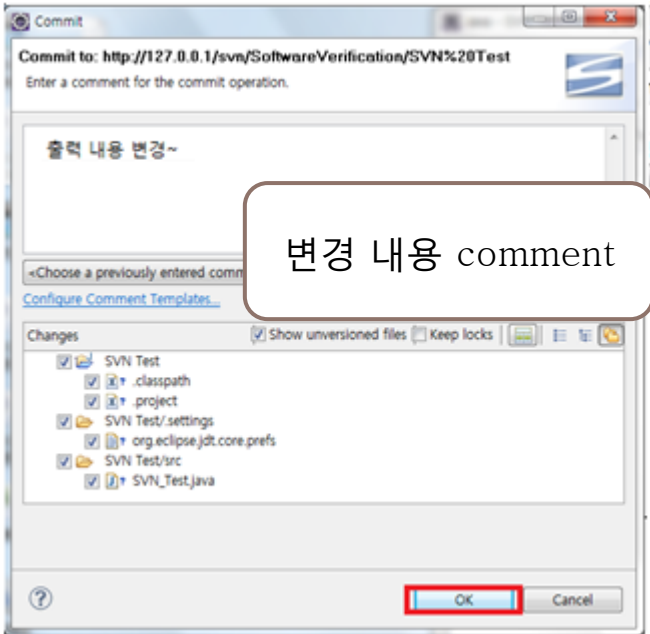 Commit
Commit to: http://127.0.0.1/svn/SoftwareVerification/SVN%20Test
Enter a comment for the commit operation.
출력 내용 변경~
변경 내용 comment
<Choose a previously entered comm
Configure Comment Templates...
Changes
Show unversioned files Keep locks
SVN Test
.classpath
.project
SVN Test/.settings
org.eclipse.jdt.core.prefs
SVN Test/src
SVN_Test.java
OK Cancel